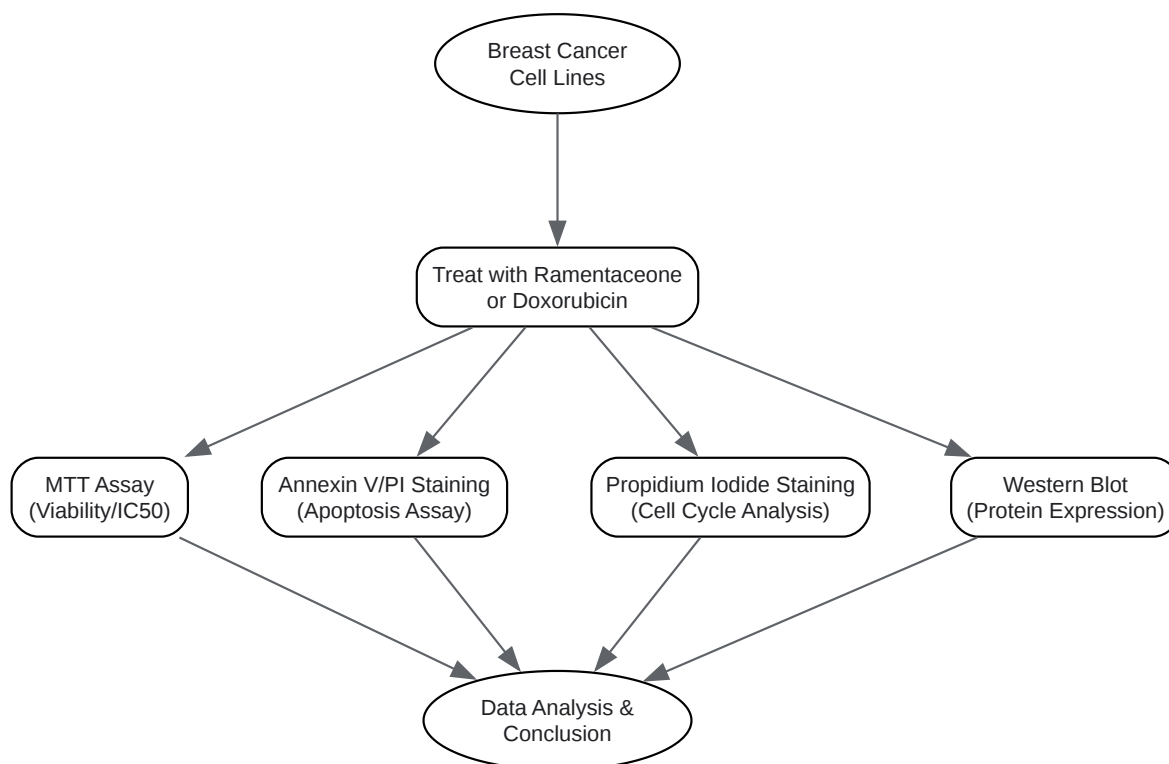 Breast Cancer
Cell Lines
Treat with Ramentaceone
or Doxorubicin
MTT Assay
(Viability/IC50)
Annexin V/PI Staining
(Apoptosis Assay)
Propidium Iodide Staining
(Cell Cycle Analysis)
Western Blot
(Protein Expression)
Data Analysis &
Conclusion